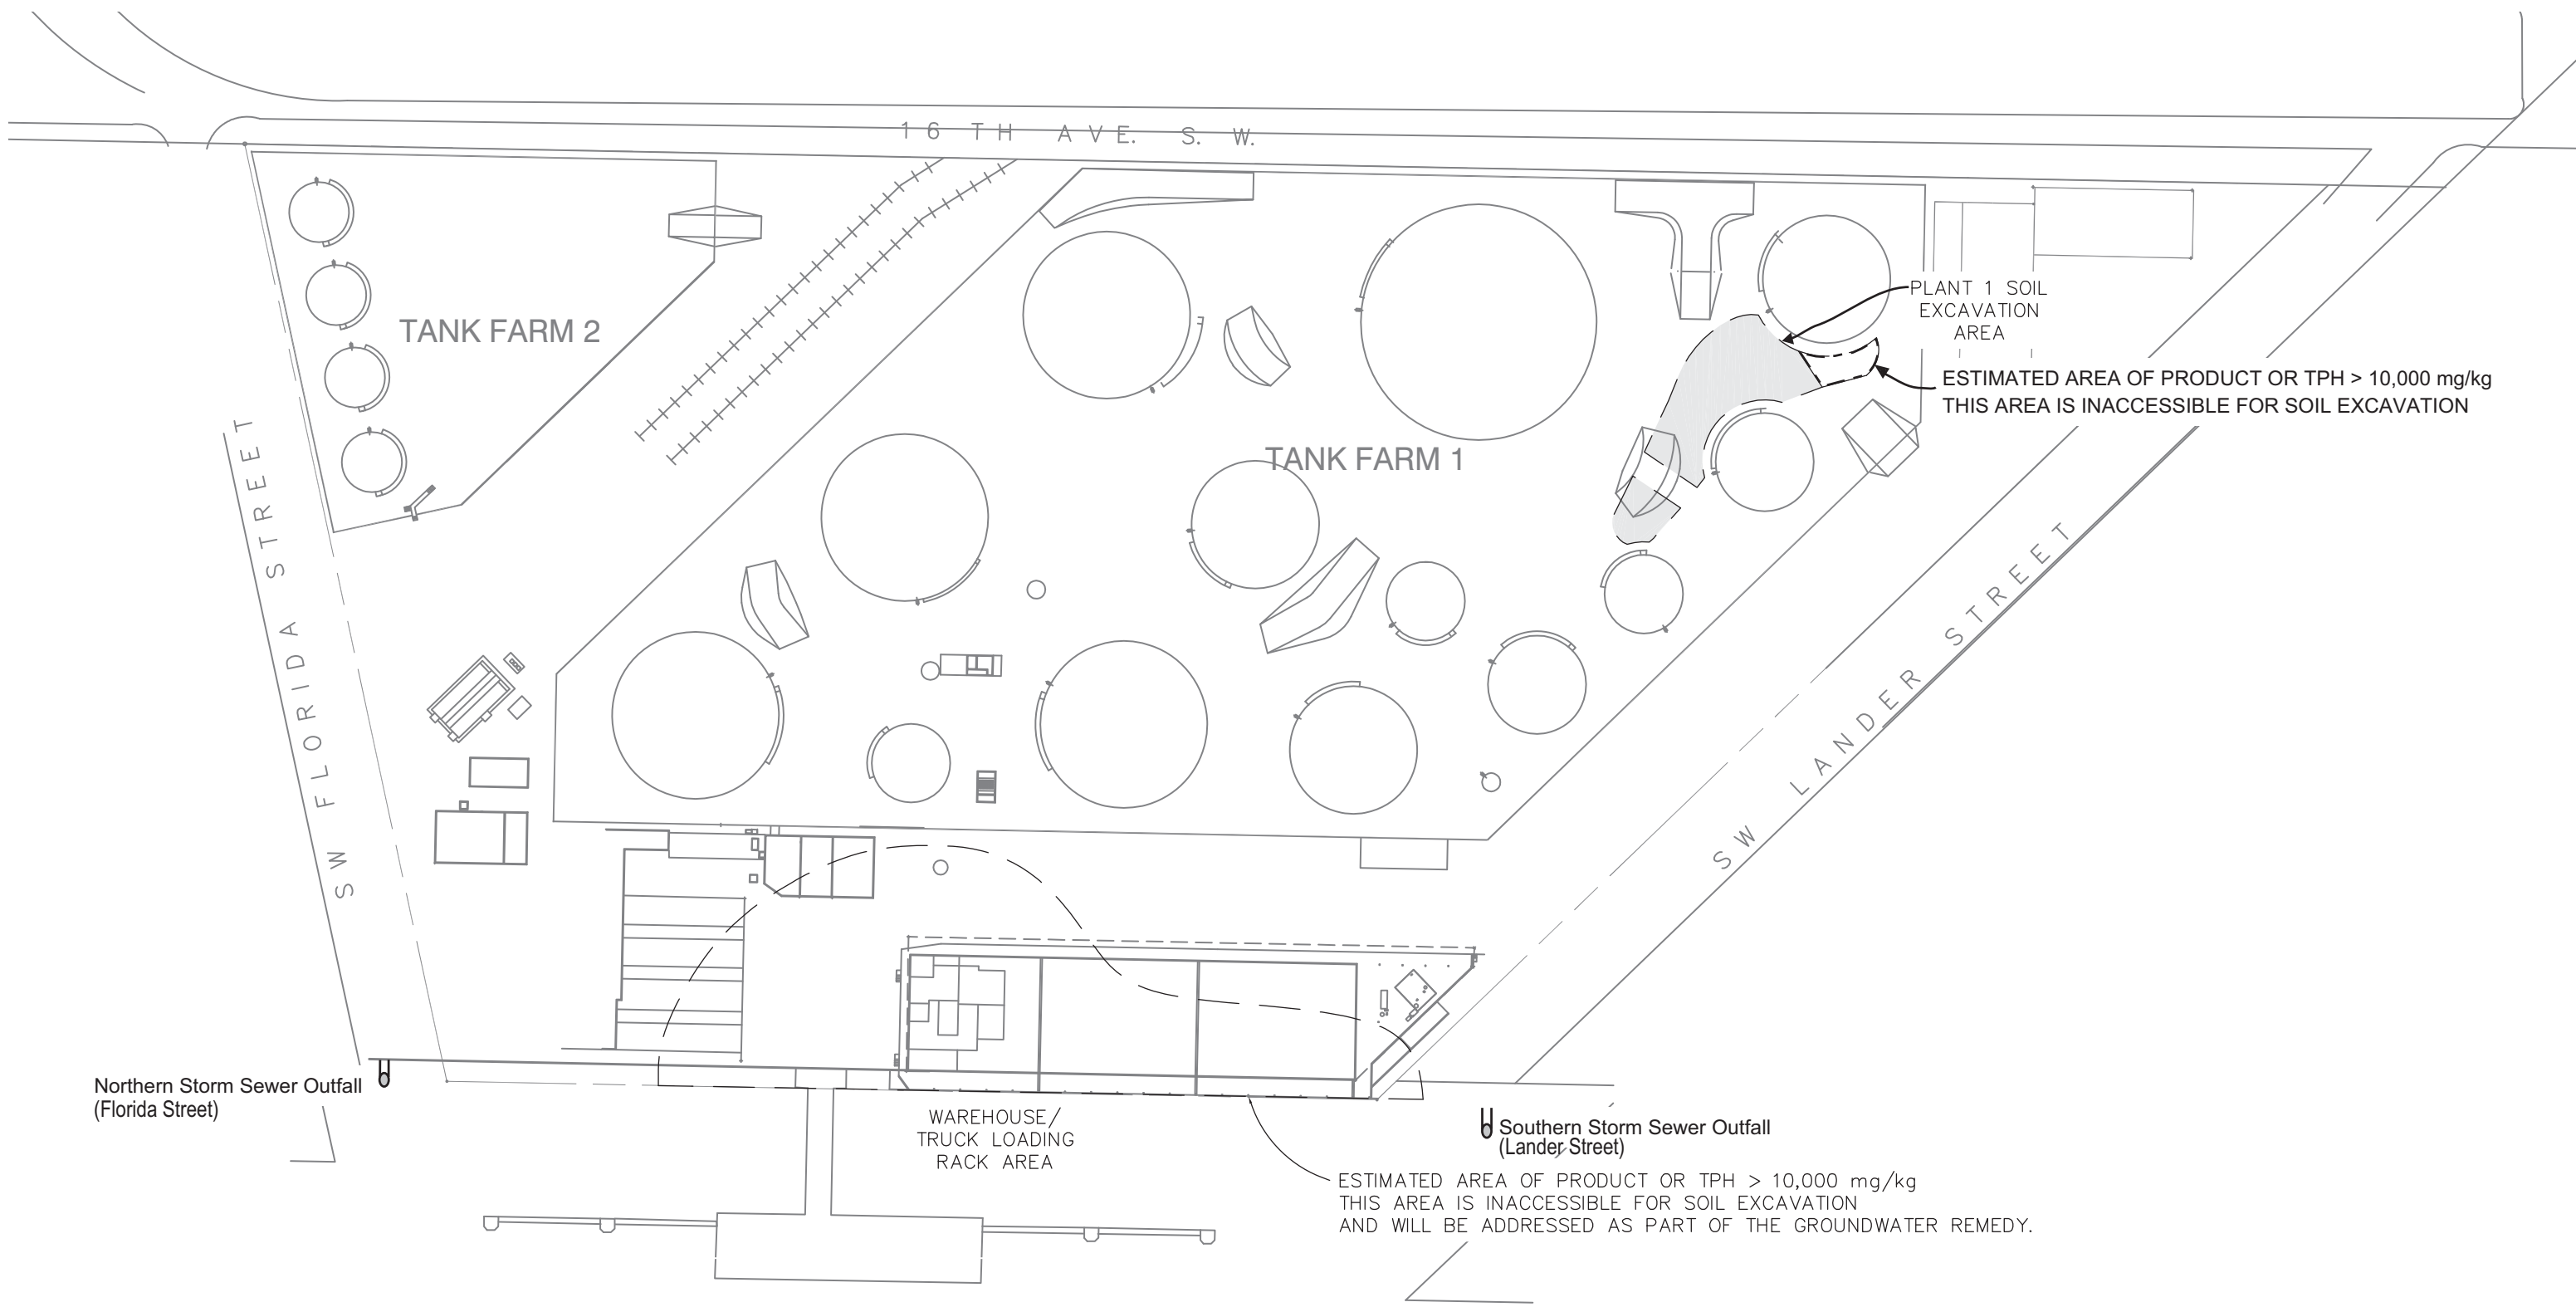 16 TH AVE. S. W.
PLANT 1 SOIL
EXCAVATION
AREA
TANK FARM 2
ESTIMATED AREA OF PRODUCT OR TPH > 10,000 mg/kg
THIS AREA IS INACCESSIBLE FOR SOIL EXCAVATION
TANK FARM 1
SW FLORIDA STREET
SW LANDER STREET
Northern Storm Sewer Outfall
(Florida Street)
WAREHOUSE/
TRUCK LOADING
RACK AREA
Southern Storm Sewer Outfall
(Lander Street)
ESTIMATED AREA OF PRODUCT OR TPH > 10,000 mg/kg
THIS AREA IS INACCESSIBLE FOR SOIL EXCAVATION
AND WILL BE ADDRESSED AS PART OF THE GROUNDWATER REMEDY.